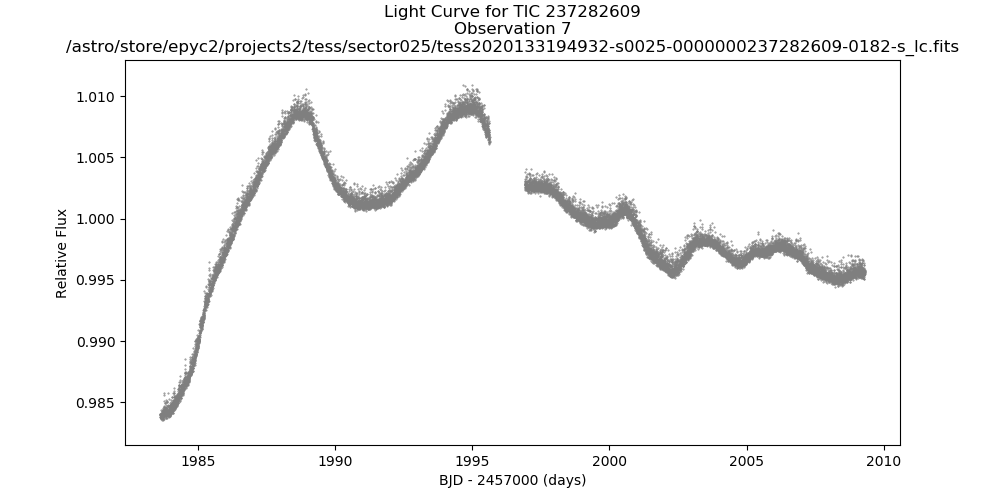 Light Curve for TIC 237282609
Observation 7
/astro/store/epyc2/projects2/tess/sector025/tess2020133194932-s0025-0000000237282609-0182-s_lc.fits
1.010
1.005
1.000
0.995
0.990
0.985
Relative Flux
1985 1990 1995 2000 2005 2010
BJD - 2457000 (days)